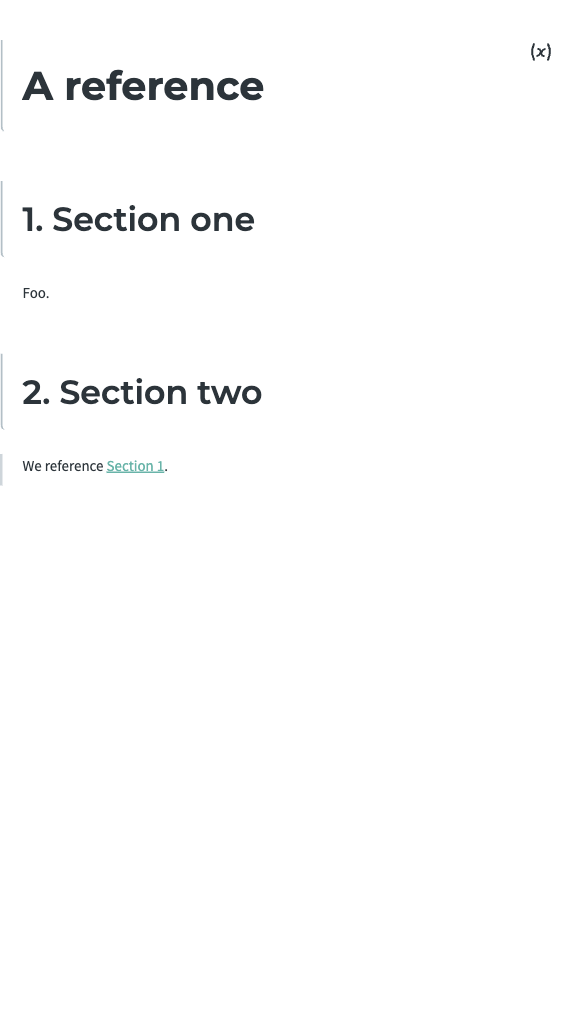 (x)
A reference
1. Section one
Foo.
2. Section two
We reference Section 1.